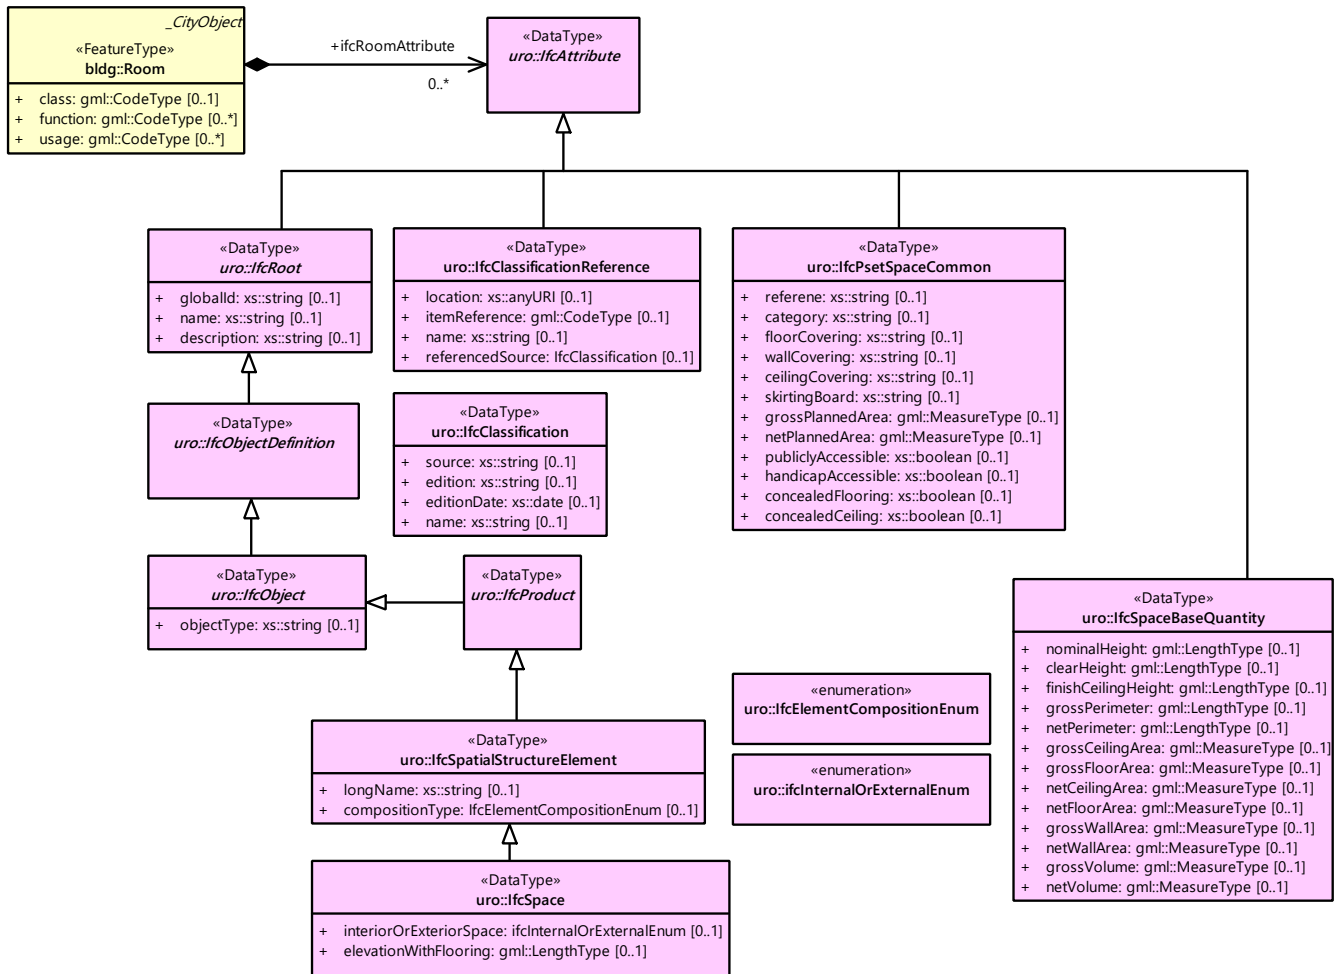 _CityObject
«FeatureType»
bldg::Room
+ class: gml::CodeType [0..1]
+ function: gml::CodeType [0..*]
+ usage: gml::CodeType [0..*]
+ifcRoomAttribute
0..*
«DataType»
uro::IfcAttribute
«DataType»
uro::IfcRoot
+ globalId: xs::string [0..1]
+ name: xs::string [0..1]
+ description: xs::string [0..1]
«DataType»
uro::IfcClassificationReference
+ location: xs::anyURI [0..1]
+ itemReference: gml::CodeType [0..1]
+ name: xs::string [0..1]
+ referencedSource: IfcClassification [0..1]
«DataType»
uro::IfcPsetSpaceCommon
+ referene: xs::string [0..1]
+ category: xs::string [0..1]
+ floorCovering: xs::string [0..1]
+ wallCovering: xs::string [0..1]
+ ceilingCovering: xs::string [0..1]
+ skirtingBoard: xs::string [0..1]
+ grossPlannedArea: gml::MeasureType [0..1]
+ netPlannedArea: gml::MeasureType [0..1]
+ publiclyAccessible: xs::boolean [0..1]
+ handicapAccessible: xs::boolean [0..1]
+ concealedFlooring: xs::boolean [0..1]
+ concealedCeiling: xs::boolean [0..1]
«DataType»
uro::IfcObjectDefinition
«DataType»
uro::IfcClassification
+ source: xs::string [0..1]
+ edition: xs::string [0..1]
+ editionDate: xs::date [0..1]
+ name: xs::string [0..1]
«DataType»
uro::IfcObject
+ objectType: xs::string [0..1]
«DataType»
uro::IfcProduct
«DataType»
uro::IfcSpaceBaseQuantity
+ nominalHeight: gml::LengthType [0..1]
+ clearHeight: gml::LengthType [0..1]
+ finishCeilingHeight: gml::LengthType [0..1]
+ grossPerimeter: gml::LengthType [0..1]
+ netPerimeter: gml::LengthType [0..1]
+ grossCeilingArea: gml::MeasureType [0..1]
+ grossFloorArea: gml::MeasureType [0..1]
+ netCeilingArea: gml::MeasureType [0..1]
+ netFloorArea: gml::MeasureType [0..1]
+ grossWallArea: gml::MeasureType [0..1]
+ netWallArea: gml::MeasureType [0..1]
+ grossVolume: gml::MeasureType [0..1]
+ netVolume: gml::MeasureType [0..1]
«enumeration»
uro::IfcElementCompositionEnum
«enumeration»
uro::ifcInternalOrExternalEnum
«DataType»
uro::IfcSpatialStructureElement
+ longName: xs::string [0..1]
+ compositionType: IfcElementCompositionEnum [0..1]
«DataType»
uro::IfcSpace
+ interiorOrExteriorSpace: ifcInternalOrExternalEnum [0..1]
+ elevationWithFlooring: gml::LengthType [0..1]